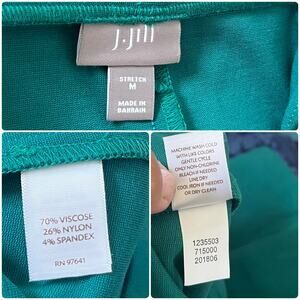 j.jill
STRETCH
M
MADE IN
BAHRAIN
70% VISCOSE
26% NYLON
4% SPANDEX
RN 97641
MACHINE WASH COLD
WITH LIKE COLORS
GENTLE CYCLE
ONLY NON-CHLORINE
BLEACH IF NEEDED
LINE DRY
COOL IRON IF NEEDED
OR DRY CLEAN
1235503
715000
201806